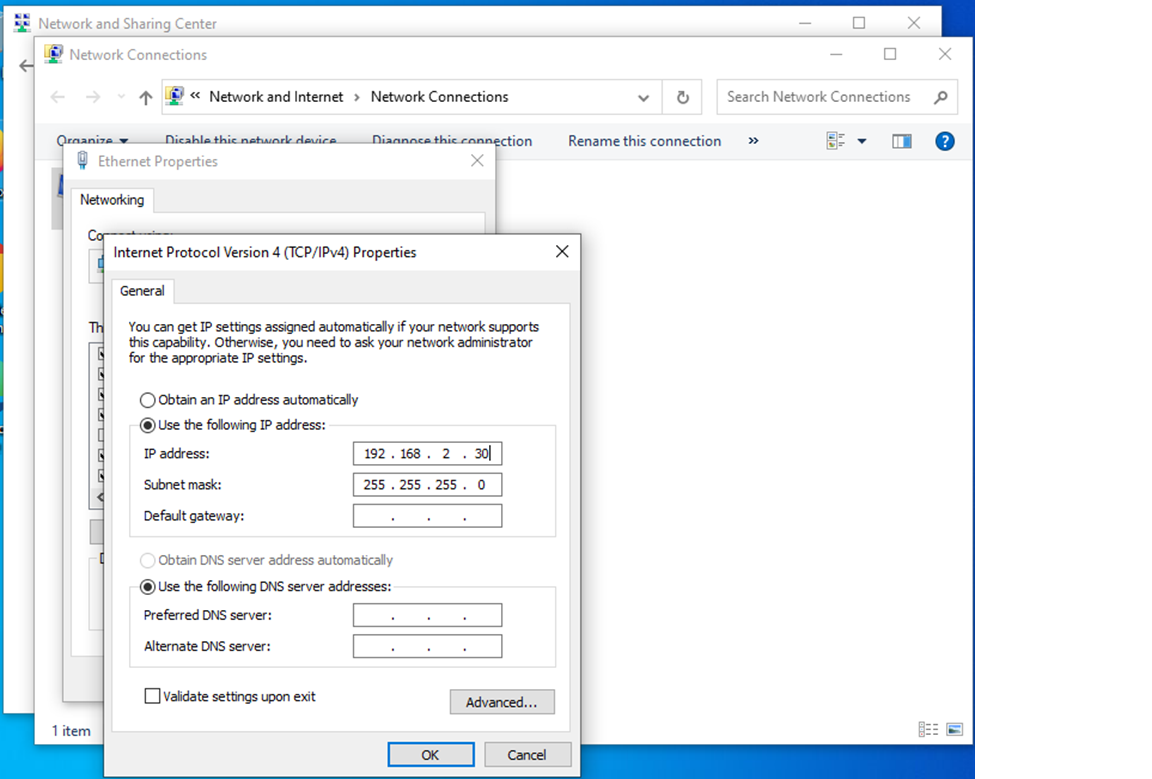 Network and Sharing Center
Network Connections
« Network and Internet > Network Connections
Search Network Connections
Organize Disable this network device Diagnose this connection Rename this connection »
Ethernet Properties
Networking
Connect using:
Internet Protocol Version 4 (TCP/IPv4) Properties
General
Th
You can get IP settings assigned automatically if your network supports
this capability. Otherwise, you need to ask your network administrator
for the appropriate IP settings.
Obtain an IP address automatically
Use the following IP address:
IP address: 192 . 168 . 2 . 30
Subnet mask: 255 . 255 . 255 . 0
Default gateway: . . .
Obtain DNS server address automatically
Use the following DNS server addresses:
Preferred DNS server: . . .
Alternate DNS server: . . .
Validate settings upon exit
Advanced...
1 item
OK Cancel